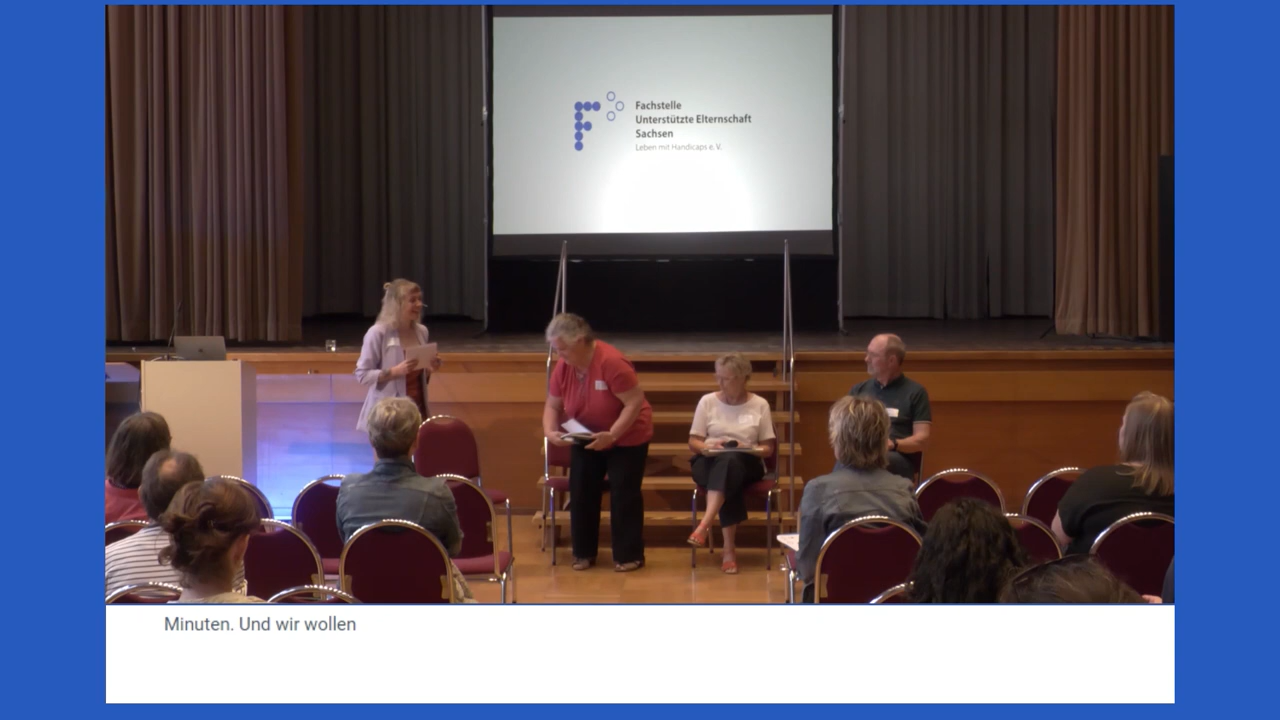 Fachstelle
Unterstützte Elternschaft
Sachsen
Leben mit Handicaps e. V.
Minuten. Und wir wollen